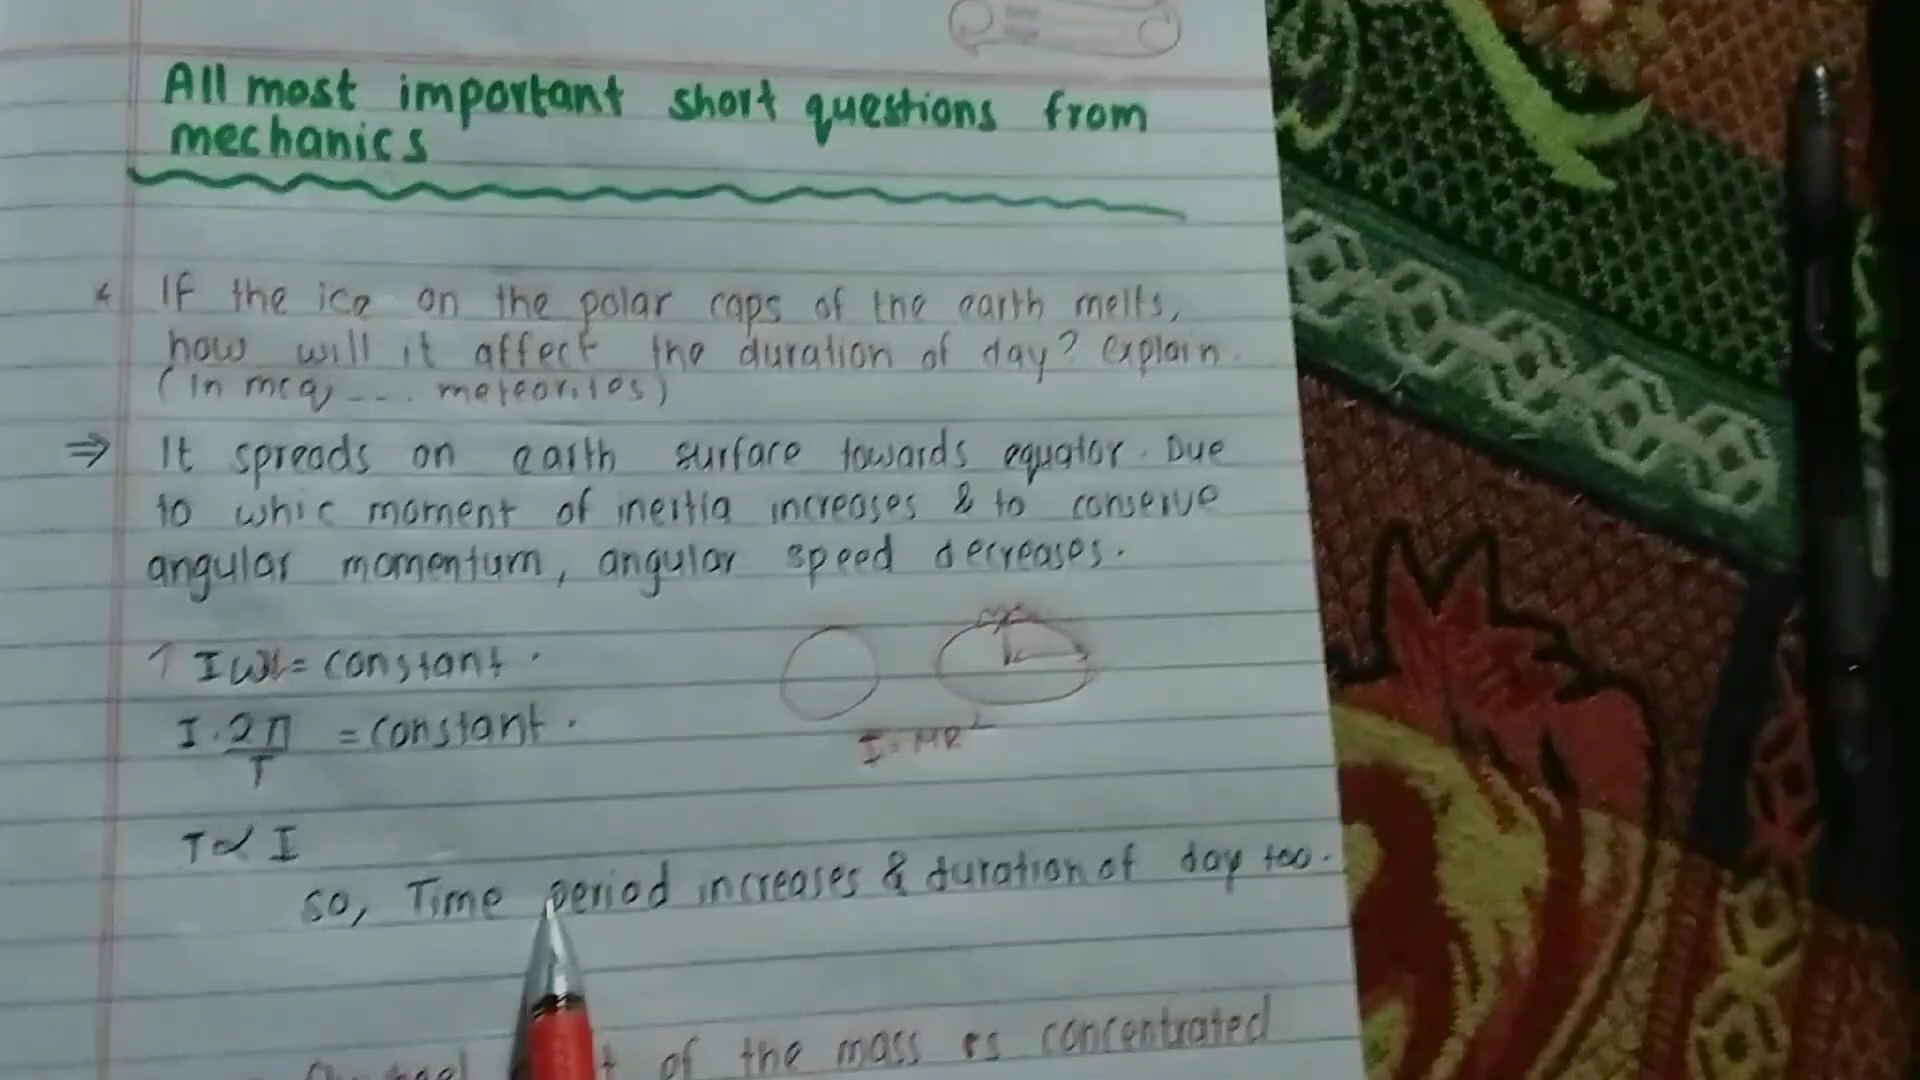 All most important short questions from
mechanics
If the ice on the polar caps of the earth melts,
how will it affect the duration of day? explain.
(In mcq .... meteorites)
⇒ It spreads on earth surface towards equator. Due
to whic moment of inertia increases & to conserve
angular momentum, angular speed decreases.
↑ Iω↓ = constant.
I . 2π/T = constant.
I = MR²
T ∝ I
so, Time period increases & duration of day too.
of the mass is concentrated